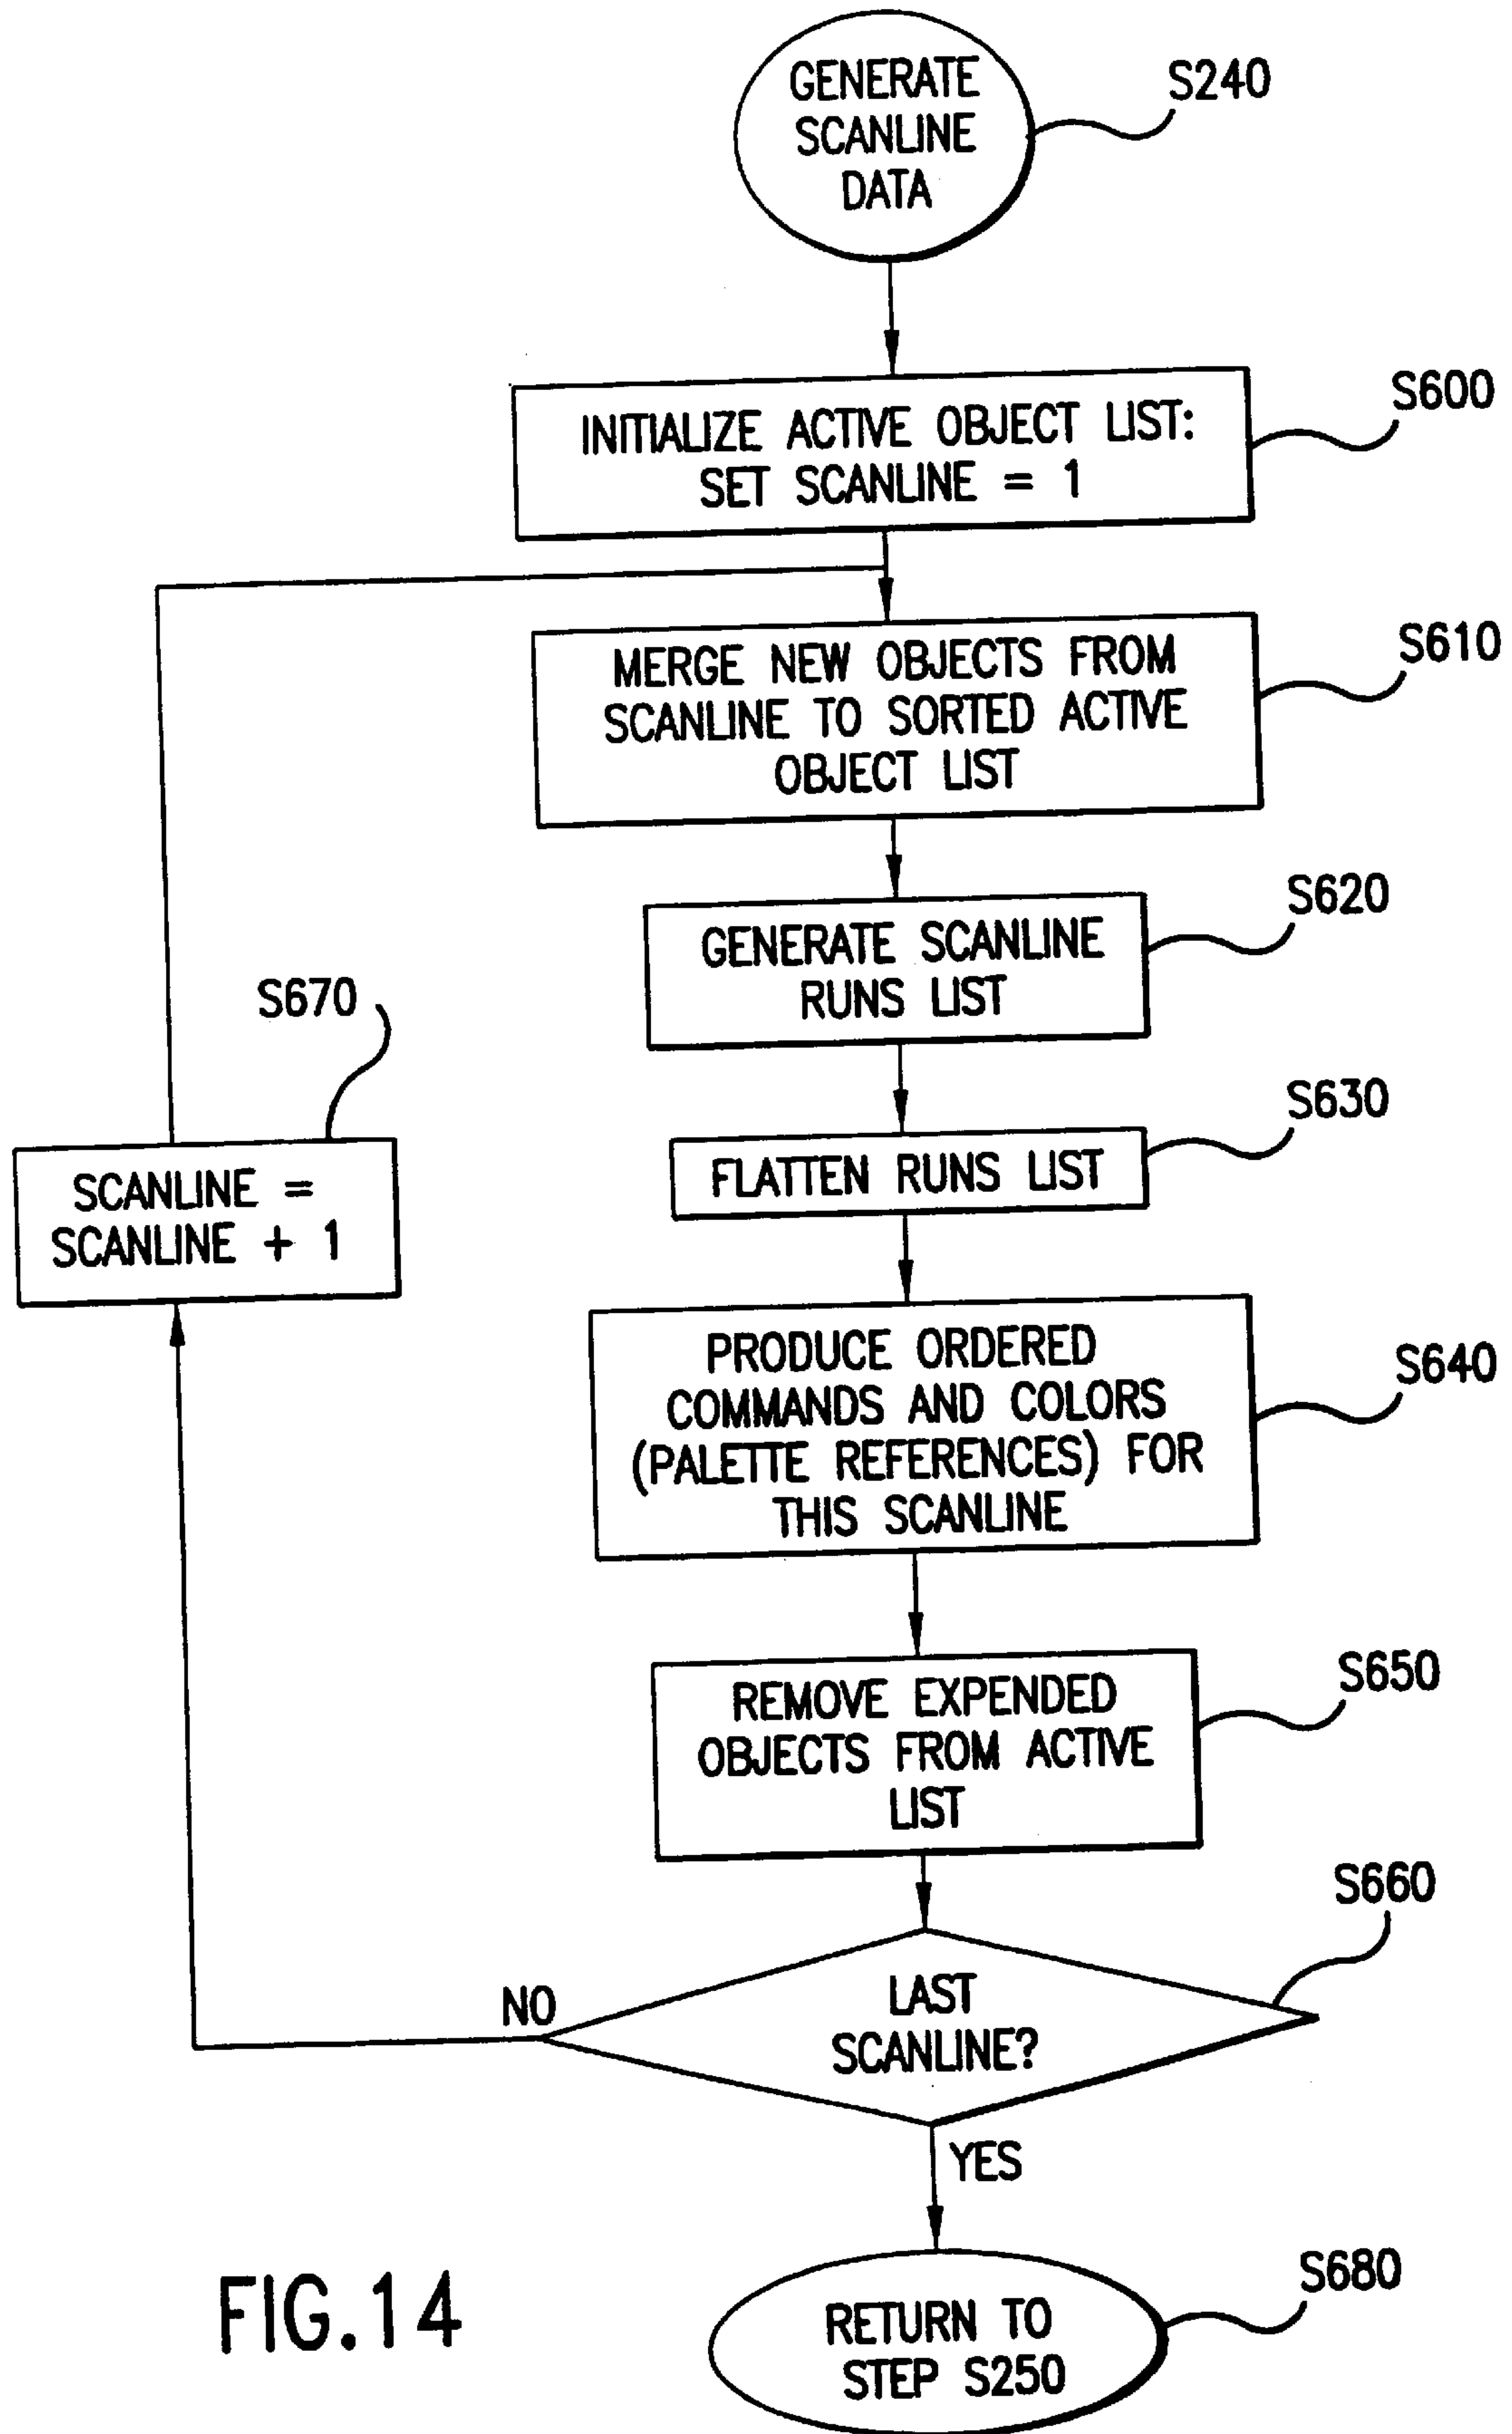 GENERATE
SCANLINE
DATA
S240
INITIALIZE ACTIVE OBJECT LIST:
SET SCANLINE = 1
S600
MERGE NEW OBJECTS FROM
SCANLINE TO SORTED ACTIVE
OBJECT LIST
S610
GENERATE SCANLINE
RUNS LIST
S620
FLATTEN RUNS LIST
S630
PRODUCE ORDERED
COMMANDS AND COLORS
(PALETTE REFERENCES) FOR
THIS SCANLINE
S640
REMOVE EXPENDED
OBJECTS FROM ACTIVE
LIST
S650
LAST
SCANLINE?
S660
NO
S670
SCANLINE =
SCANLINE + 1
YES
RETURN TO
STEP S250
S680
FIG.14